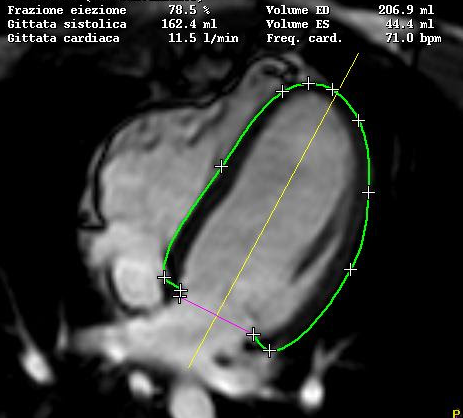 Frazione eiezione 78.5 % Volume ED 206.9 ml
Gittata sistolica 162.4 ml Volume ES 44.4 ml
Gittata cardiaca 11.5 l/min Freq. card. 71.0 bpm
P